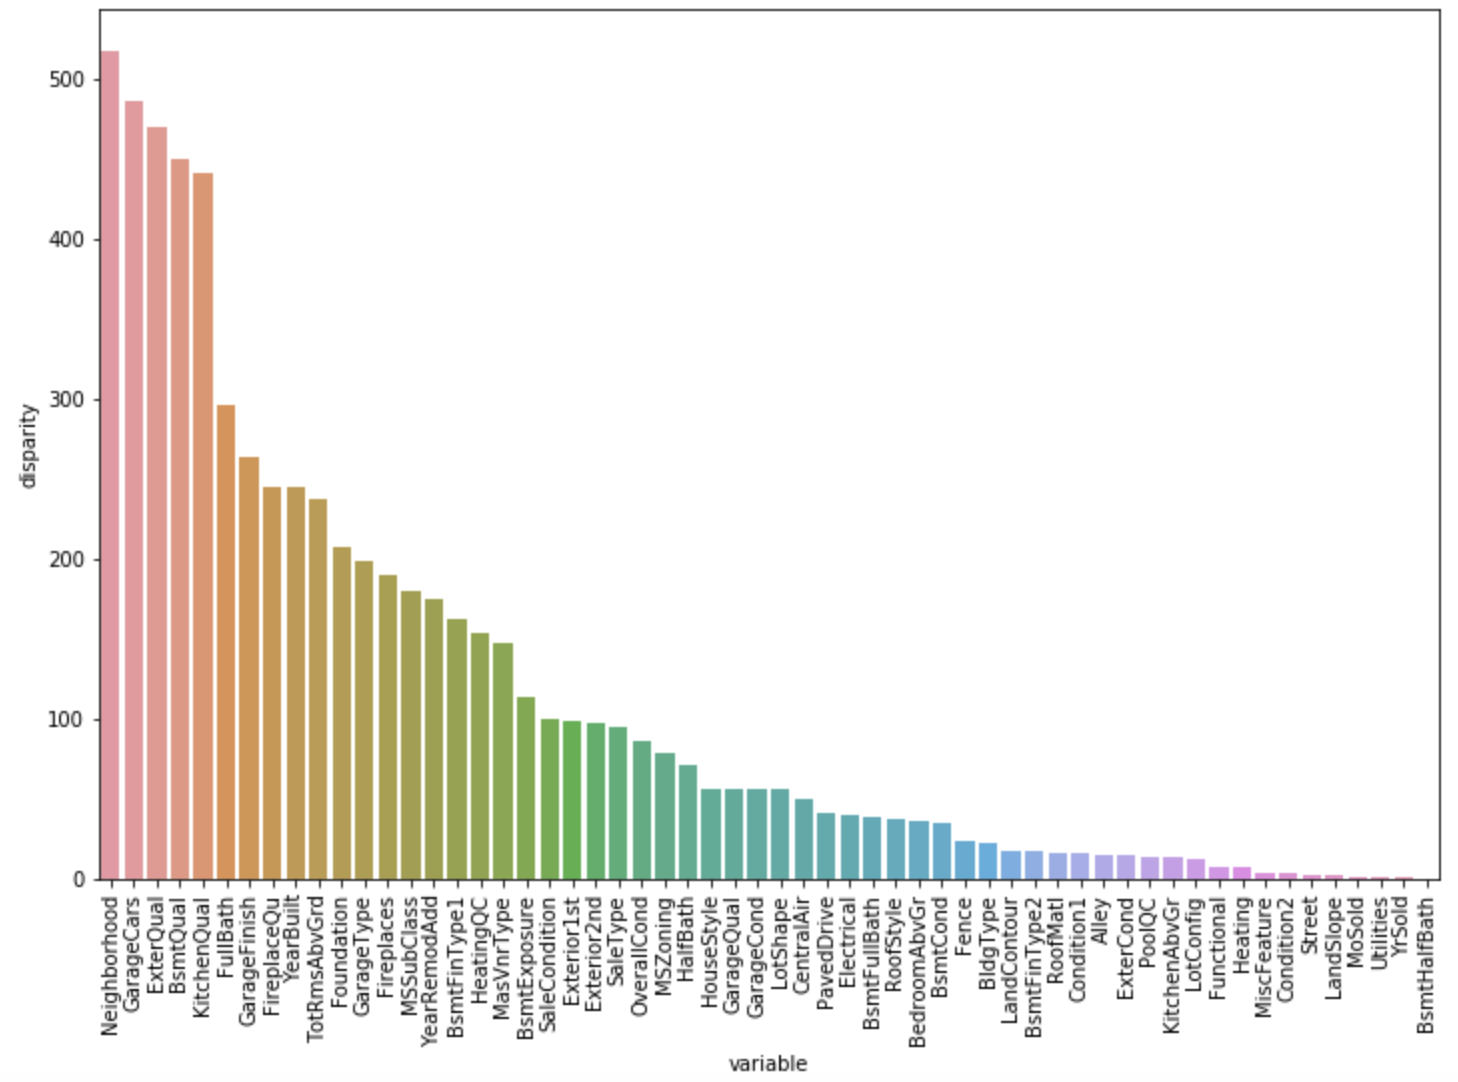 500
400
300
200
100
0
disparity
Neighborhood
GarageCars
ExterQual
BsmtQual
KitchenQual
FullBath
GarageFinish
FireplaceQu
YearBuilt
TotRmsAbvGrd
Foundation
GarageType
Fireplaces
MSSubClass
YearRemodAdd
BsmtFinType1
HeatingQC
MasVnrType
BsmtExposure
SaleCondition
Exterior1st
Exterior2nd
SaleType
OverallCond
MSZoning
HalfBath
HouseStyle
GarageQual
GarageCond
LotShape
CentralAir
PavedDrive
Electrical
BsmtFullBath
RoofStyle
BedroomAbvGr
BsmtCond
Fence
BldgType
LandContour
BsmtFinType2
RoofMatl
Condition1
Alley
ExterCond
PoolQC
KitchenAbvGr
LotConfig
Functional
Heating
MiscFeature
Condition2
Street
LandSlope
MoSold
Utilities
YrSold
BsmtHalfBath
variable